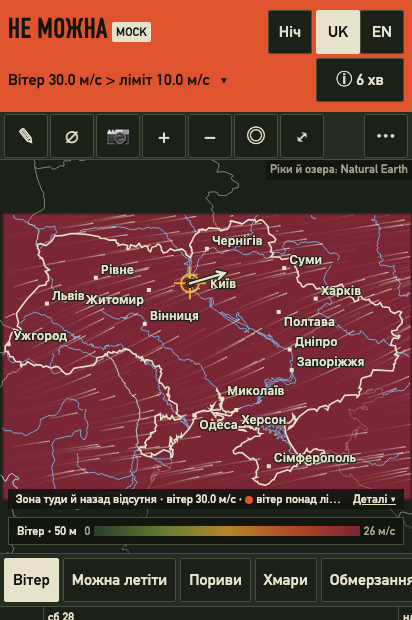 НЕ МОЖНА МОСК
Ніч UK EN
Вітер 30.0 м/с > ліміт 10.0 м/с ▾
ⓘ 6 хв
✎ ⌀ 📷 + − ◎ ⤢ ⋯
Ріки й озера: Natural Earth
Чернігів
Суми
Рівне
Київ
Харків
Львів
Житомир
Вінниця
Полтава
Ужгород
Дніпро
Запоріжжя
Миколаїв
Одеса
Херсон
Сімферополь
Зона туди й назад відсутня · вітер 30.0 м/с · вітер понад лі… Деталі ▾
Вітер · 50 м 0 26 м/с
Вітер Можна летіти Пориви Хмари Обмерзання
сб 28